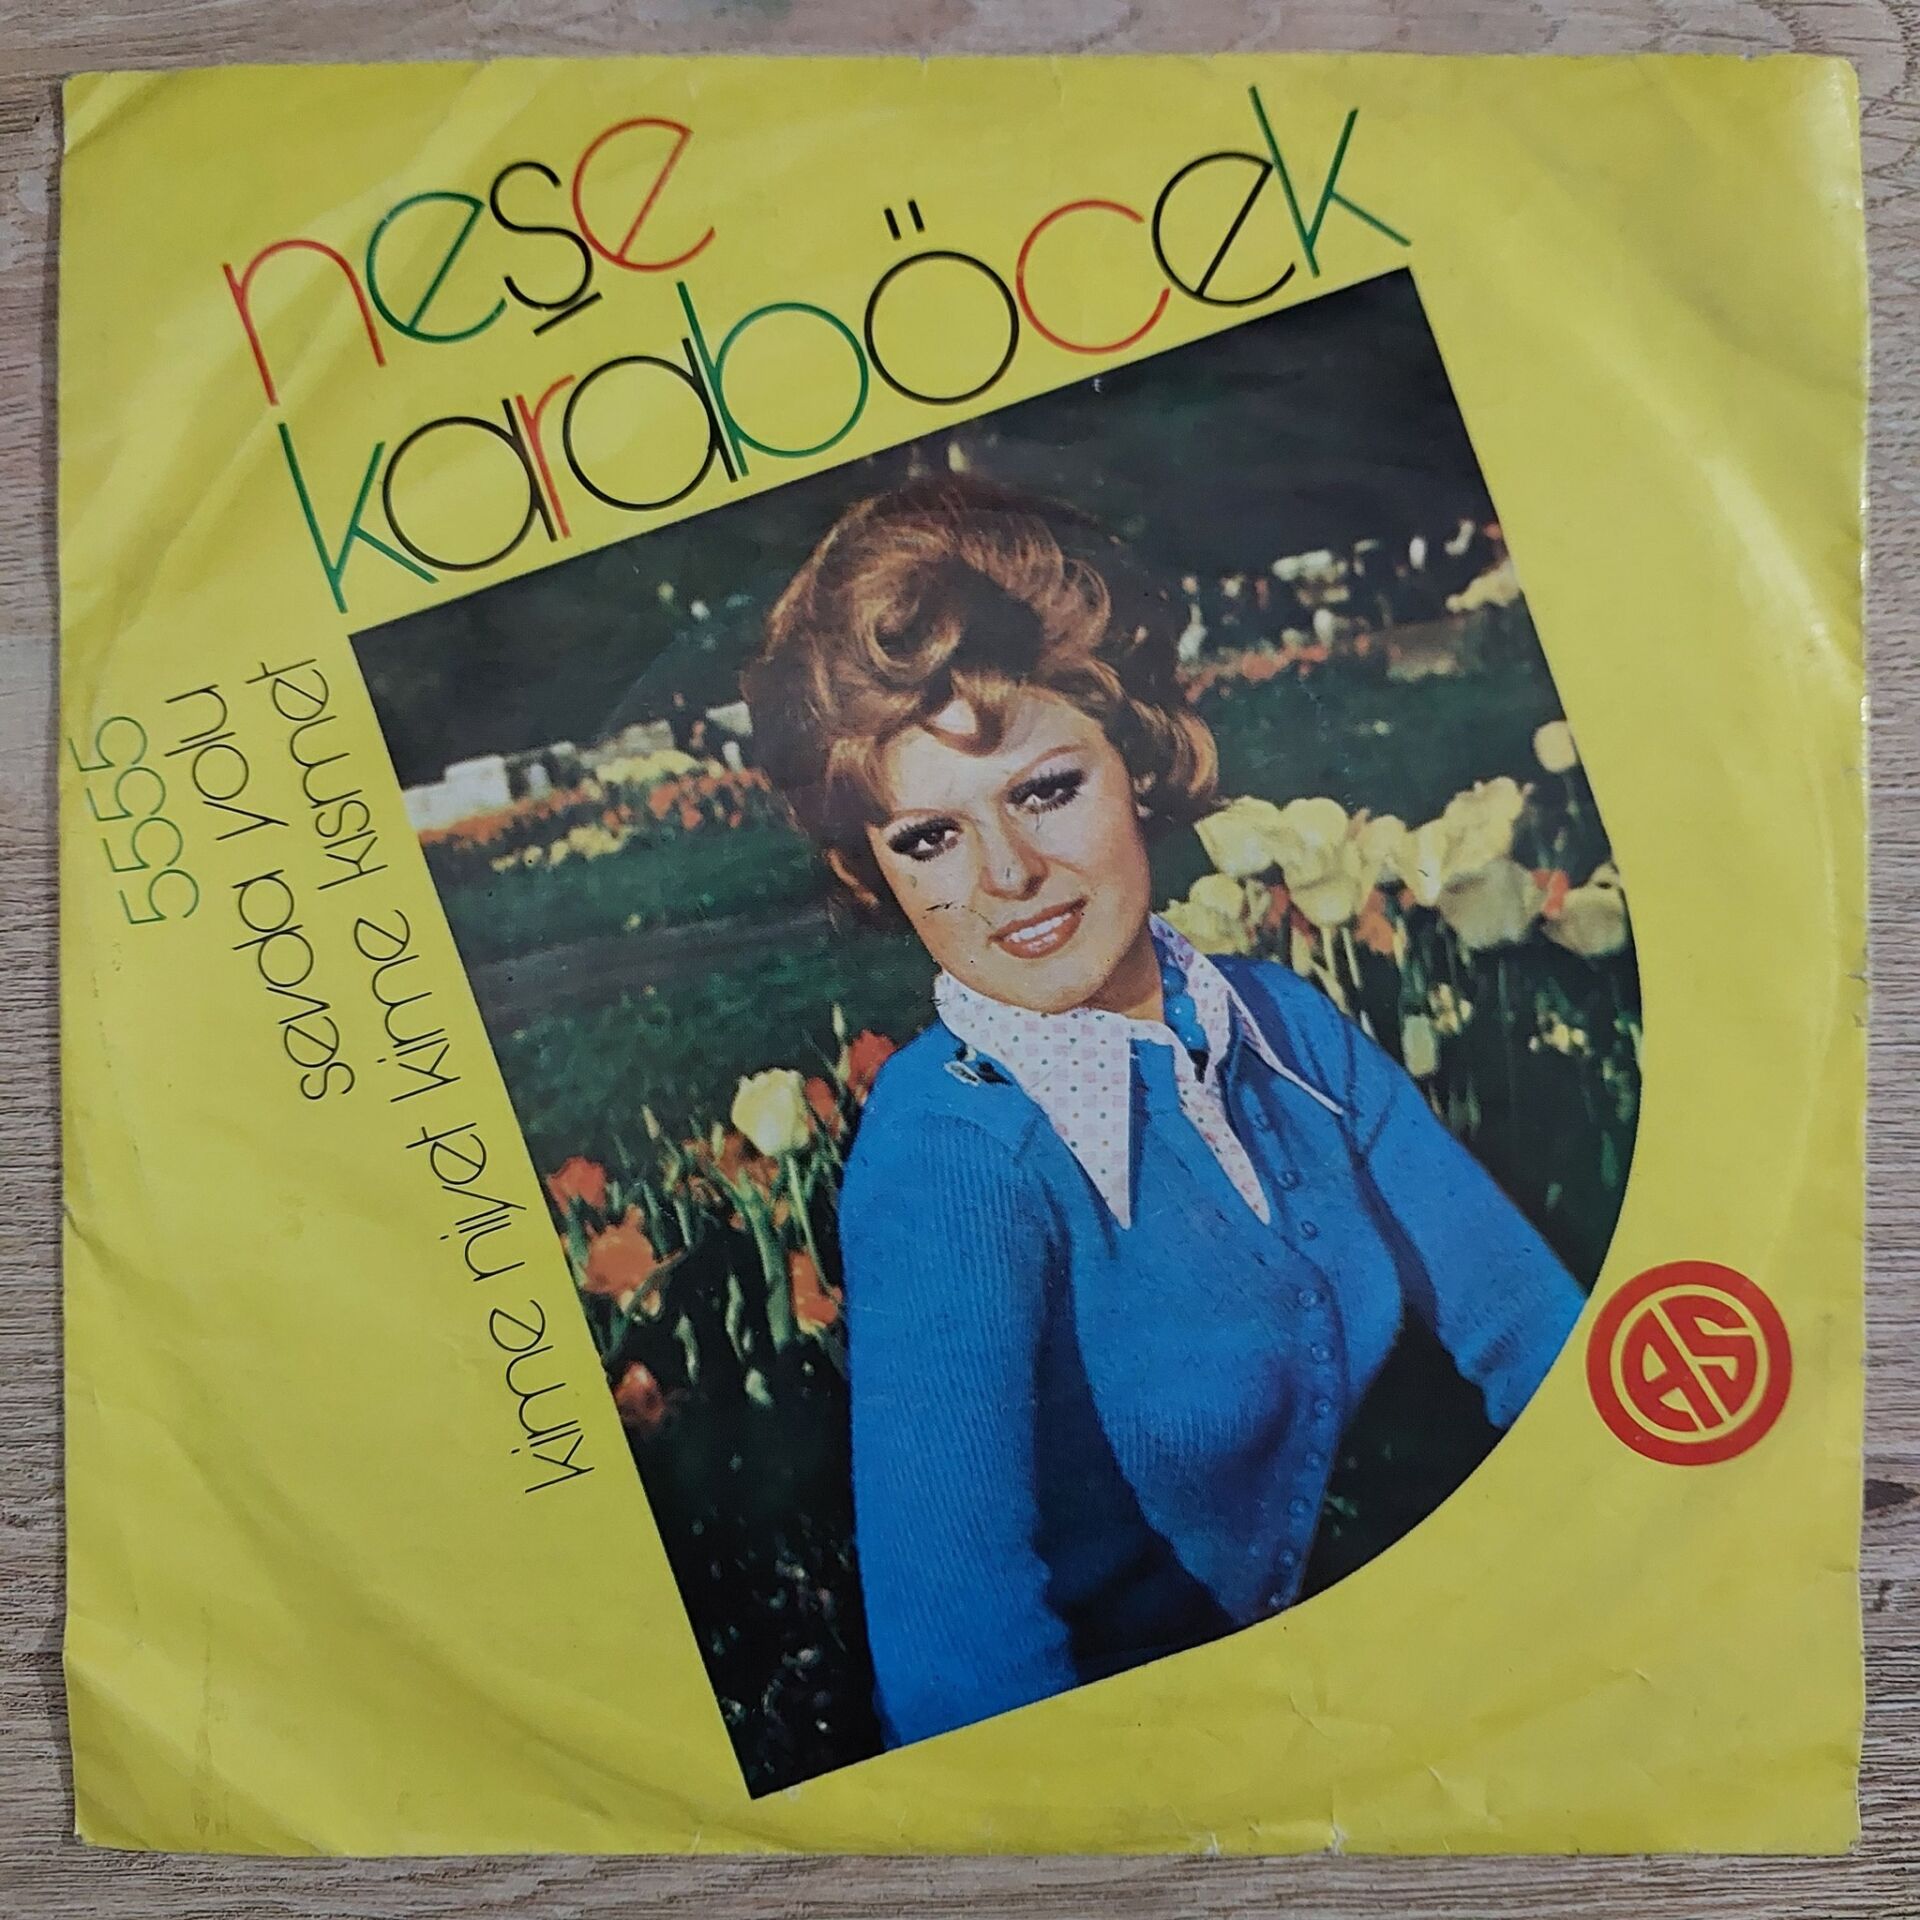 neşe
karaböcek
5555
sevda yolu
kime niyet kime kısmet
AS